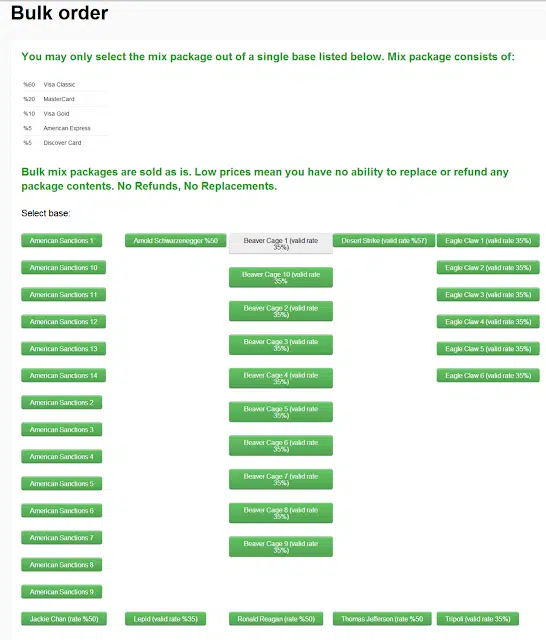 Bulk order
You may only select the mix package out of a single base listed below. Mix package consists of:
%60 Visa Classic
%20 MasterCard
%10 Visa Gold
%5 American Express
%5 Discover Card
Bulk mix packages are sold as is. Low prices mean you have no ability to replace or refund any
package contents. No Refunds, No Replacements.
Select base:
American Sanctions 1
American Sanctions 10
American Sanctions 11
American Sanctions 12
American Sanctions 13
American Sanctions 14
American Sanctions 2
American Sanctions 3
American Sanctions 4
American Sanctions 5
American Sanctions 6
American Sanctions 7
American Sanctions 8
American Sanctions 9
Arnold Schwarzenegger %50
Beaver Cage 1 (valid rate
35%)
Beaver Cage 10 (valid rate
35%
Beaver Cage 2 (valid rate
35%)
Beaver Cage 3 (valid rate
35%)
Beaver Cage 4 (valid rate
35%)
Beaver Cage 5 (valid rate
35%)
Beaver Cage 6 (valid rate
35%)
Beaver Cage 7 (valid rate
35%)
Beaver Cage 8 (valid rate
35%)
Beaver Cage 9 (valid rate
35%)
Desert Strike (valid rate %57)
Eagle Claw 1 (valid rate 35%)
Eagle Claw 2 (valid rate 35%)
Eagle Claw 3 (valid rate 35%)
Eagle Claw 4 (valid rate 35%)
Eagle Claw 5 (valid rate 35%)
Eagle Claw 6 (valid rate 35%)
Jackie Chan (rate %50)
Lepid (valid rate %35)
Ronald Reagan (rate %50)
Thomas Jefferson (rate %50
Tripoli (valid rate 35%)